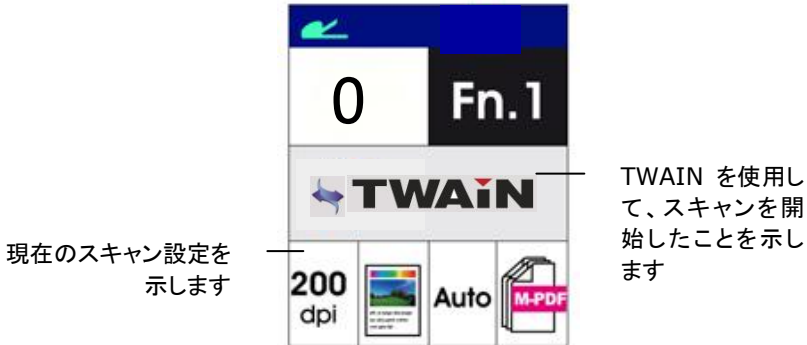 0
Fn.1
TWAIN
TWAIN を使用し
て、スキャンを開
始したことを示し
ます
現在のスキャン設定を
示します
200
dpi
Auto
M-PDF